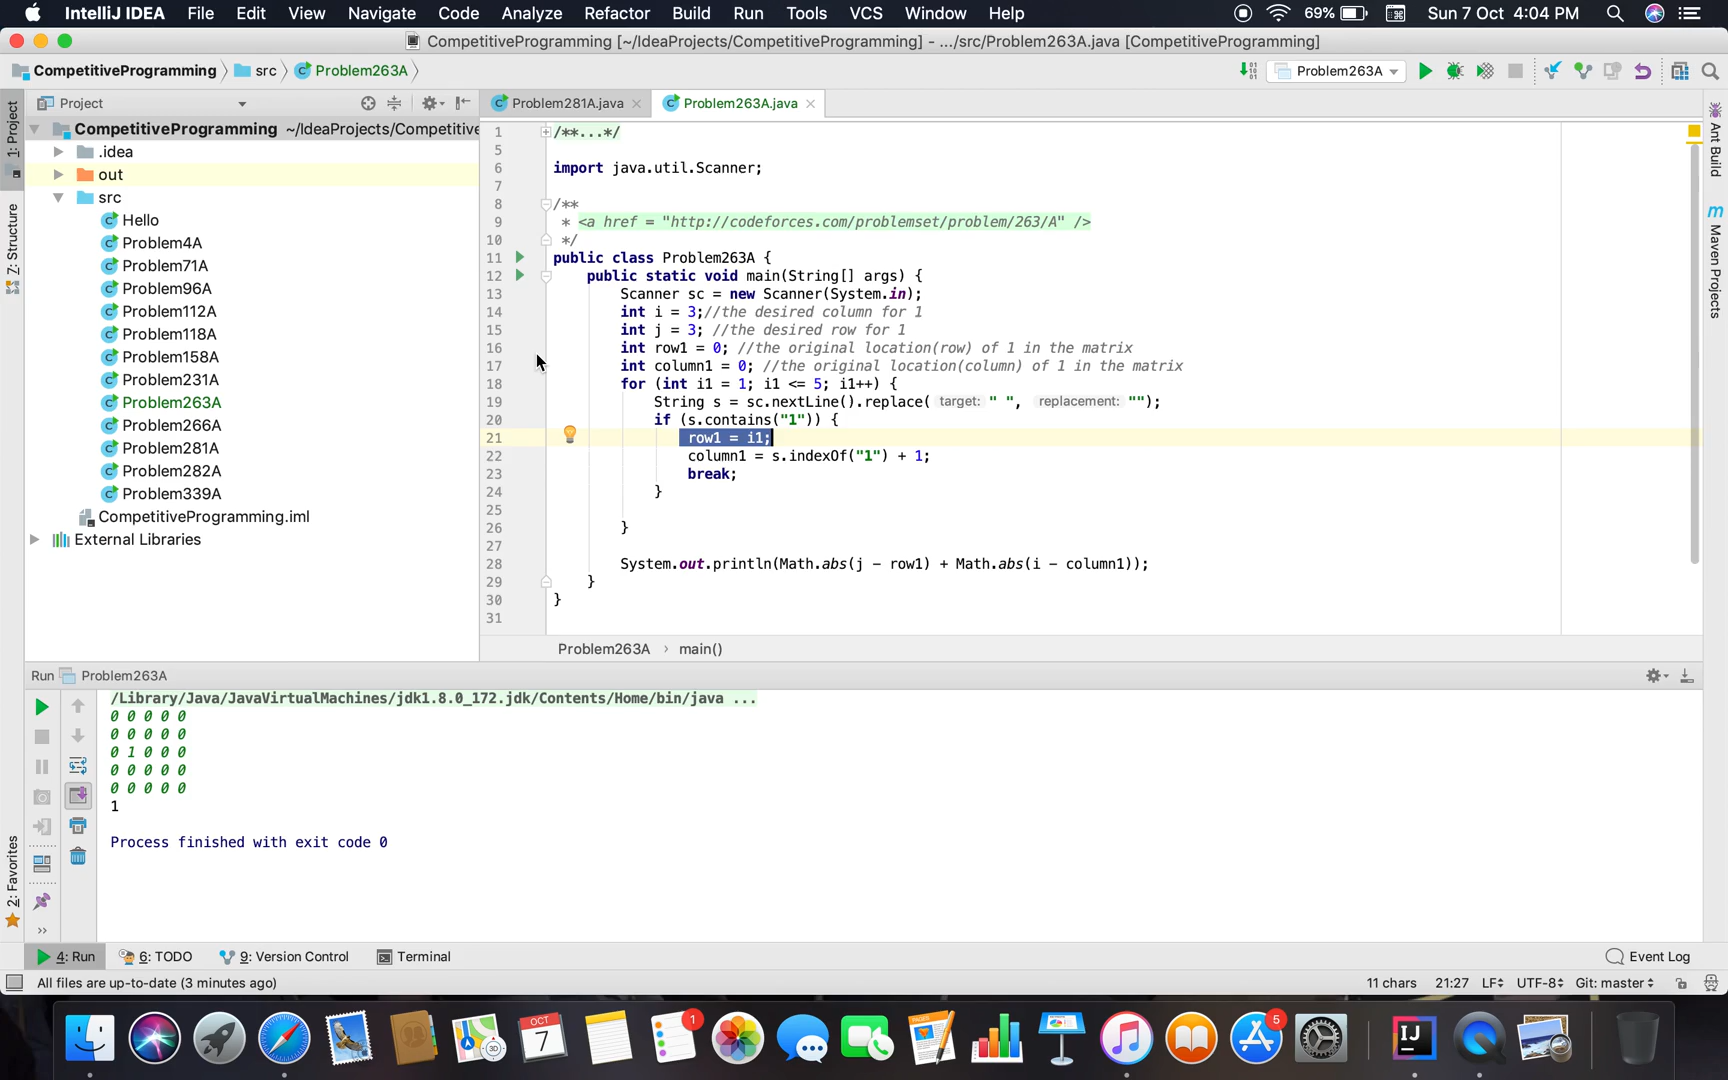 IntelliJ IDEA File Edit View Navigate Code Analyze Refactor Build Run Tools VCS Window Help 69% Sun 7 Oct 4:04 PM
CompetitiveProgramming [~/IdeaProjects/CompetitiveProgramming] - .../src/Problem263A.java [CompetitiveProgramming]
CompetitiveProgramming src Problem263A Problem263A
Project Problem281A.java Problem263A.java
1: Project
Z: Structure
2: Favorites
CompetitiveProgramming ~/IdeaProjects/Competitive
.idea
out
src
Hello
Problem4A
Problem71A
Problem96A
Problem112A
Problem118A
Problem158A
Problem231A
Problem263A
Problem266A
Problem281A
Problem282A
Problem339A
CompetitiveProgramming.iml
External Libraries
1 /**...*/
5
6 import java.util.Scanner;
7
8 /**
9 * <a href = "http://codeforces.com/problemset/problem/263/A" />
10 */
11 public class Problem263A {
12 public static void main(String[] args) {
13 Scanner sc = new Scanner(System.in);
14 int i = 3;//the desired column for 1
15 int j = 3; //the desired row for 1
16 int row1 = 0; //the original location(row) of 1 in the matrix
17 int column1 = 0; //the original location(column) of 1 in the matrix
18 for (int i1 = 1; i1 <= 5; i1++) {
19 String s = sc.nextLine().replace( target: " ", replacement: "");
20 if (s.contains("1")) {
21 row1 = i1;
22 column1 = s.indexOf("1") + 1;
23 break;
24 }
25
26 }
27
28 System.out.println(Math.abs(j - row1) + Math.abs(i - column1));
29 }
30 }
31
Problem263A › main()
Ant Build
Maven Projects
Run Problem263A
/Library/Java/JavaVirtualMachines/jdk1.8.0_172.jdk/Contents/Home/bin/java ...
0 0 0 0 0
0 0 0 0 0
0 1 0 0 0
0 0 0 0 0
0 0 0 0 0
1
Process finished with exit code 0
4: Run 6: TODO 9: Version Control Terminal Event Log
All files are up-to-date (3 minutes ago) 11 chars 21:27 LF UTF-8 Git: master
OCT
7
3D
1
5
IJ